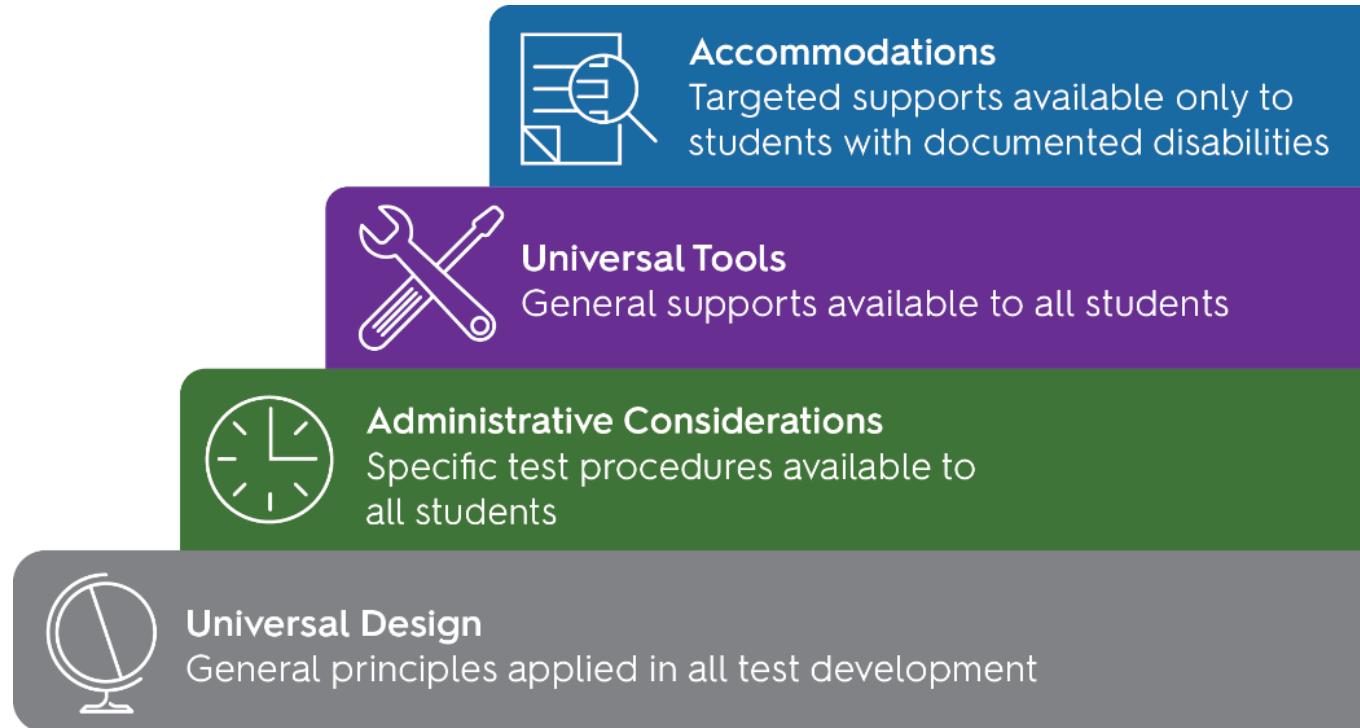 Accommodations
Targeted supports available only to
students with documented disabilities
Universal Tools
General supports available to all students
Administrative Considerations
Specific test procedures available to
all students
Universal Design
General principles applied in all test development